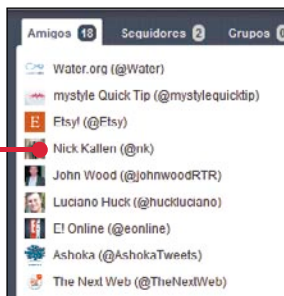 Amigos 18 Seguidores 2 Grupos
Water.org (@Water)
mystyle Quick Tip (@mystylequicktip)
E Etsy! (@Etsy)
Nick Kallen (@nk)
John Wood (@johnwoodRTR)
Luciano Huck (@huckluciano)
E! Online (@eonline)
Ashoka (@AshokaTweets)
The Next Web (@TheNextWeb)